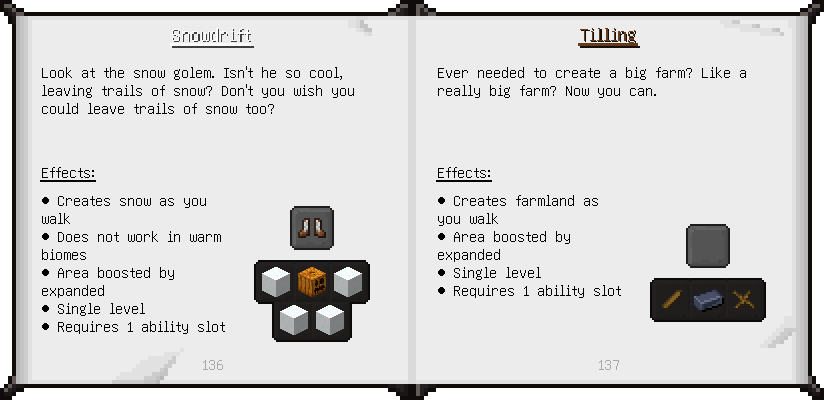 Snowdrift
Look at the snow golem. Isn't he so cool,
leaving trails of snow? Don't you wish you
could leave trails of snow too?
Effects:
● Creates snow as you
walk
● Does not work in warm
biomes
● Area boosted by
expanded
● Single level
● Requires 1 ability slot
136
Tilling
Ever needed to create a big farm? Like a
really big farm? Now you can.
Effects:
● Creates farmland as
you walk
● Area boosted by
expanded
● Single level
● Requires 1 ability slot
137